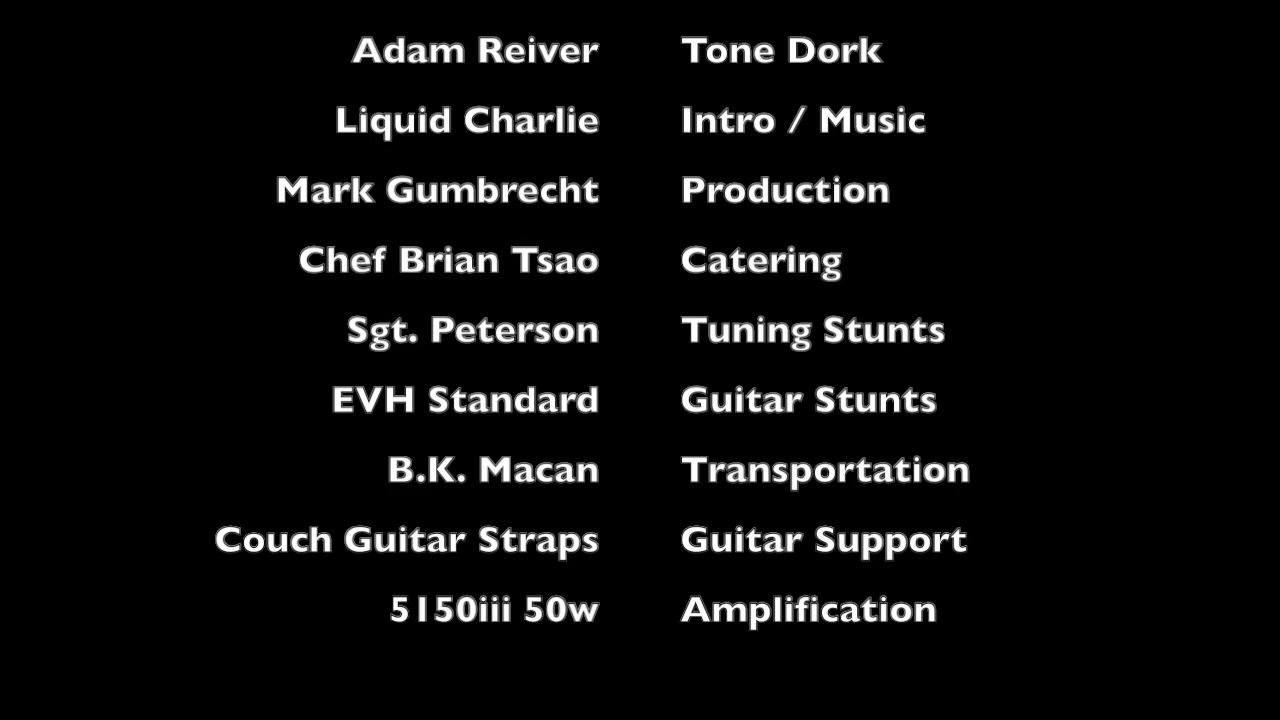 Adam Reiver Tone Dork
Liquid Charlie Intro / Music
Mark Gumbrecht Production
Chef Brian Tsao Catering
Sgt. Peterson Tuning Stunts
EVH Standard Guitar Stunts
B.K. Macan Transportation
Couch Guitar Straps Guitar Support
5150iii 50w Amplification